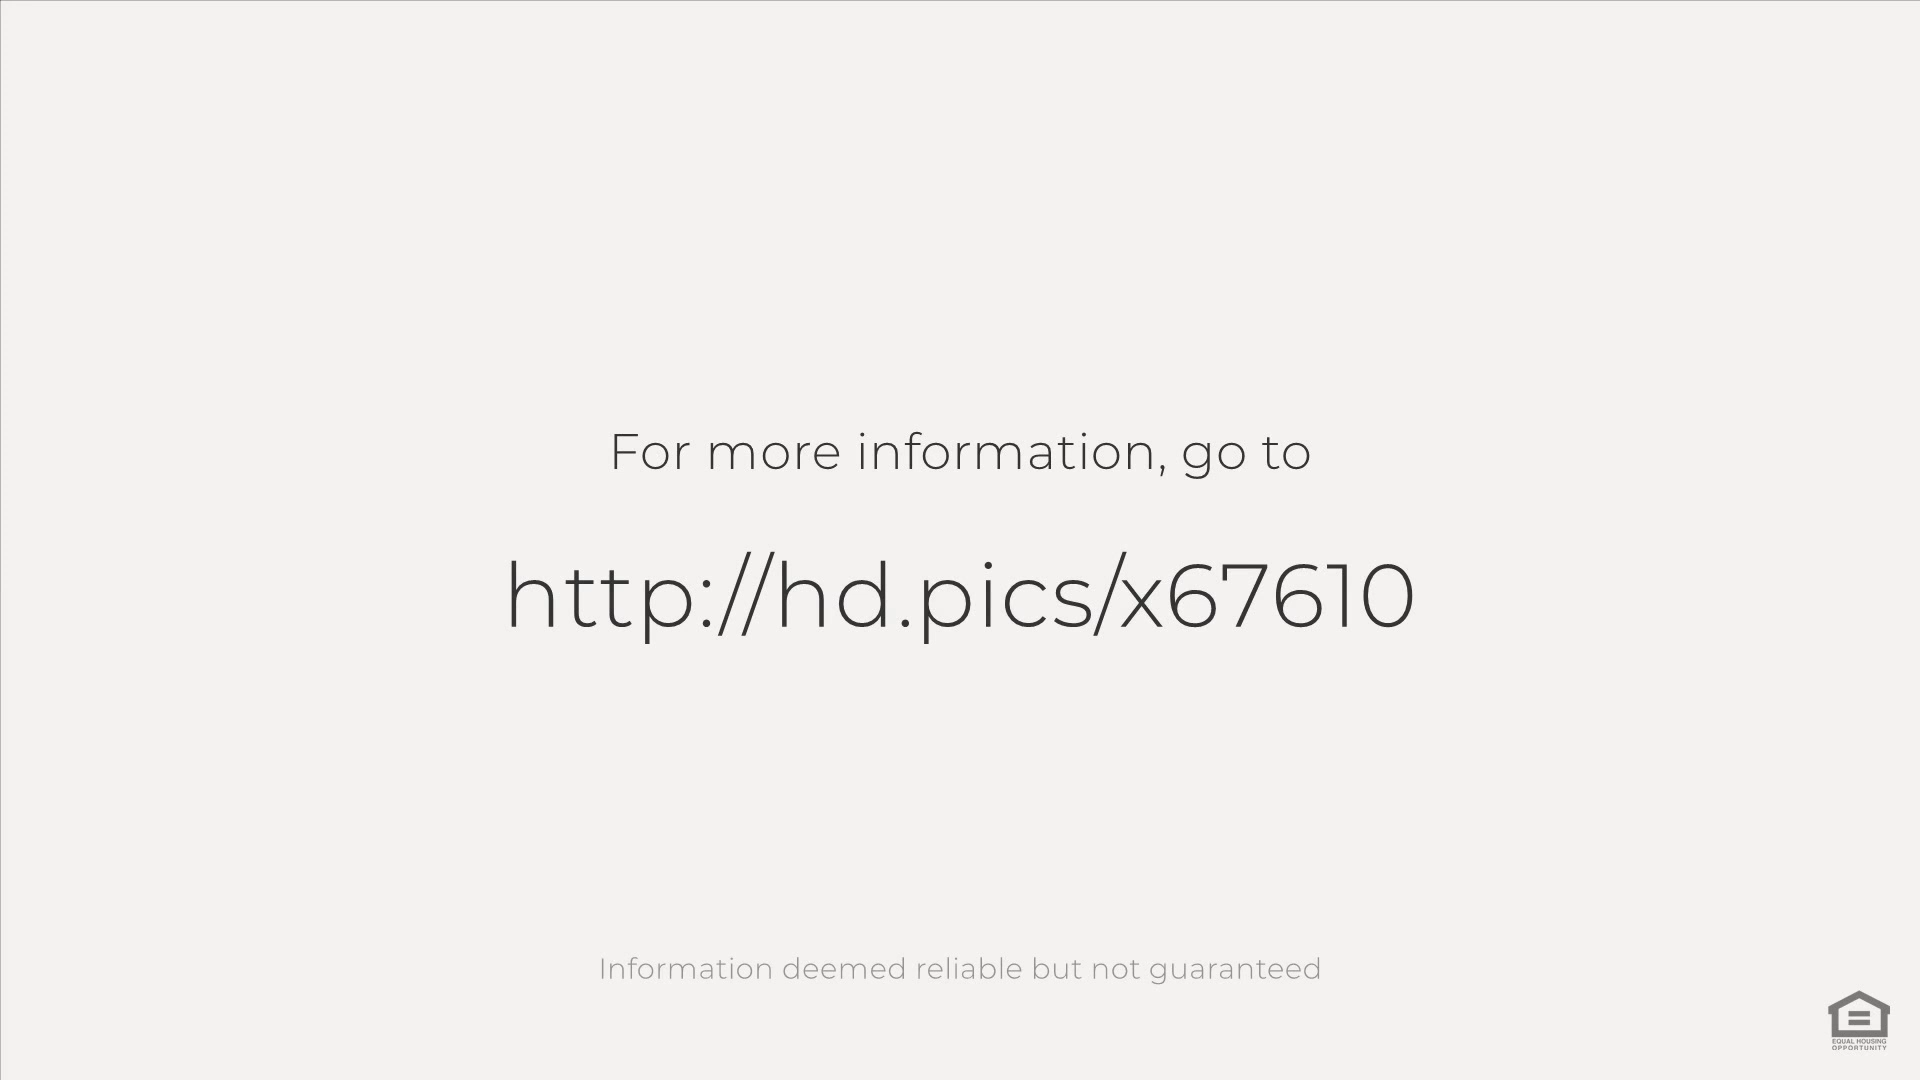 For more information, go to
http://hd.pics/x67610
Information deemed reliable but not guaranteed
EQUAL HOUSING
OPPORTUNITY